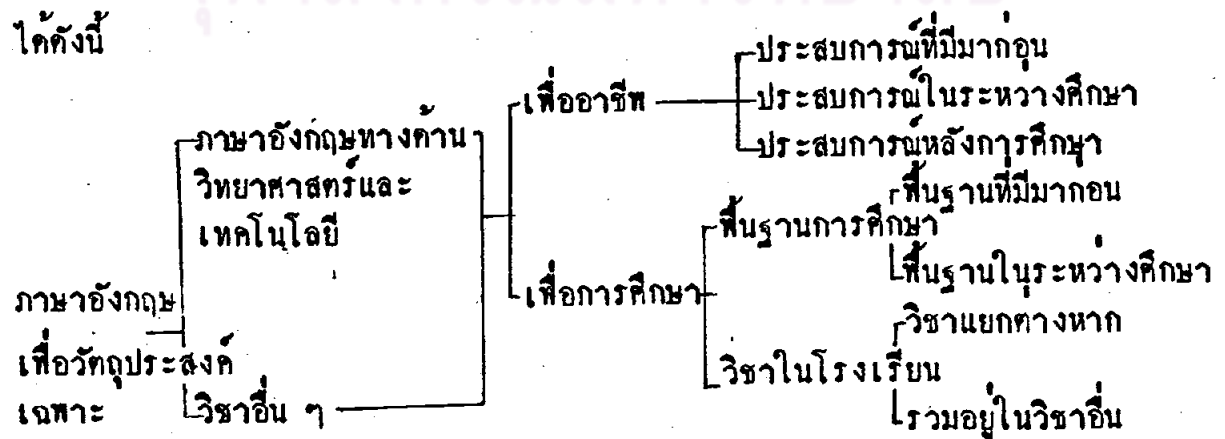 ได้ดังนี้
ประสบการณ์ที่มีมาก่อน
เพื่ออาชีพ
ประสบการณ์ในระหว่างศึกษา
ภาษาอังกฤษทางด้าน
ประสบการณ์หลังการศึกษา
วิทยาศาสตร์และ
พื้นฐานที่มีมาก่อน
เทคโนโลยี
พื้นฐานการศึกษา
พื้นฐานในระหว่างศึกษา
ภาษาอังกฤษ
เพื่อการศึกษา
วิชาแยกต่างหาก
เพื่อวัตถุประสงค์
วิชาในโรงเรียน
เฉพาะ
วิชาอื่น ๆ
รวมอยู่ในวิชาอื่น